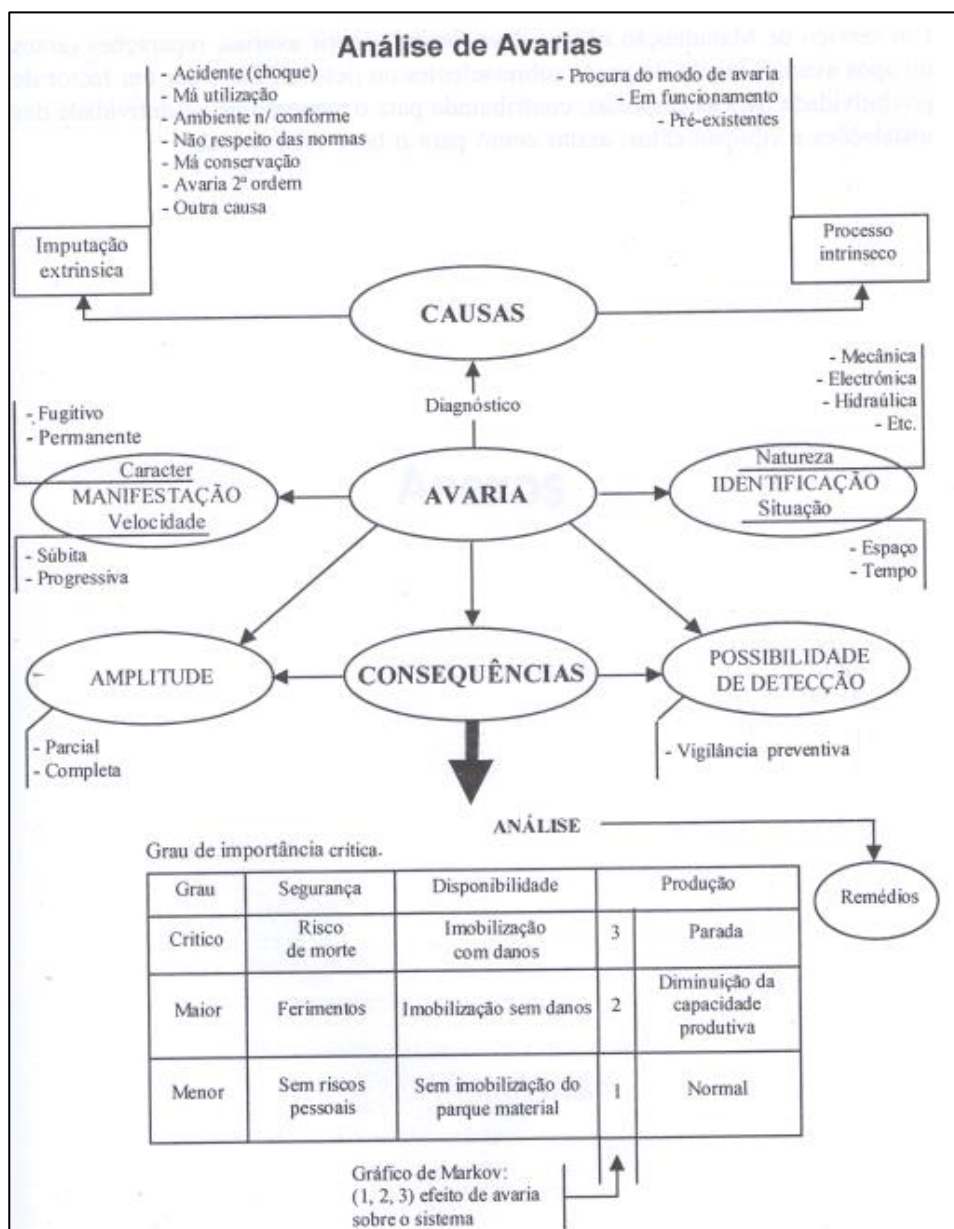 Análise de Avarias
- Acidente (choque)
- Má utilização
- Ambiente n/ conforme
- Não respeito das normas
- Má conservação
- Avaria 2ª ordem
- Outra causa
- Procura do modo de avaria
- Em funcionamento
- Pré-existentes
Imputação
extrinsica
Processo
intrinseco
CAUSAS
Diagnóstico
- Mecânica
- Electrónica
- Hidraúlica
- Etc.
- Fugitivo
- Permanente
Caracter
MANIFESTAÇÃO
Velocidade
AVARIA
Natureza
IDENTIFICAÇÃO
Situação
- Súbita
- Progressiva
- Espaço
- Tempo
AMPLITUDE
CONSEQUÊNCIAS
POSSIBILIDADE
DE DETECÇÃO
- Parcial
- Completa
- Vigilância preventiva
ANÁLISE
Remédios
Grau de importância critica.
Grau Segurança Disponibilidade Produção
Critico Risco de morte Imobilização com danos 3 Parada
Maior Ferimentos Imobilização sem danos 2 Diminuição da capacidade produtiva
Menor Sem riscos pessoais Sem imobilização do parque material 1 Normal
Gráfico de Markov:
(1, 2, 3) efeito de avaria
sobre o sistema